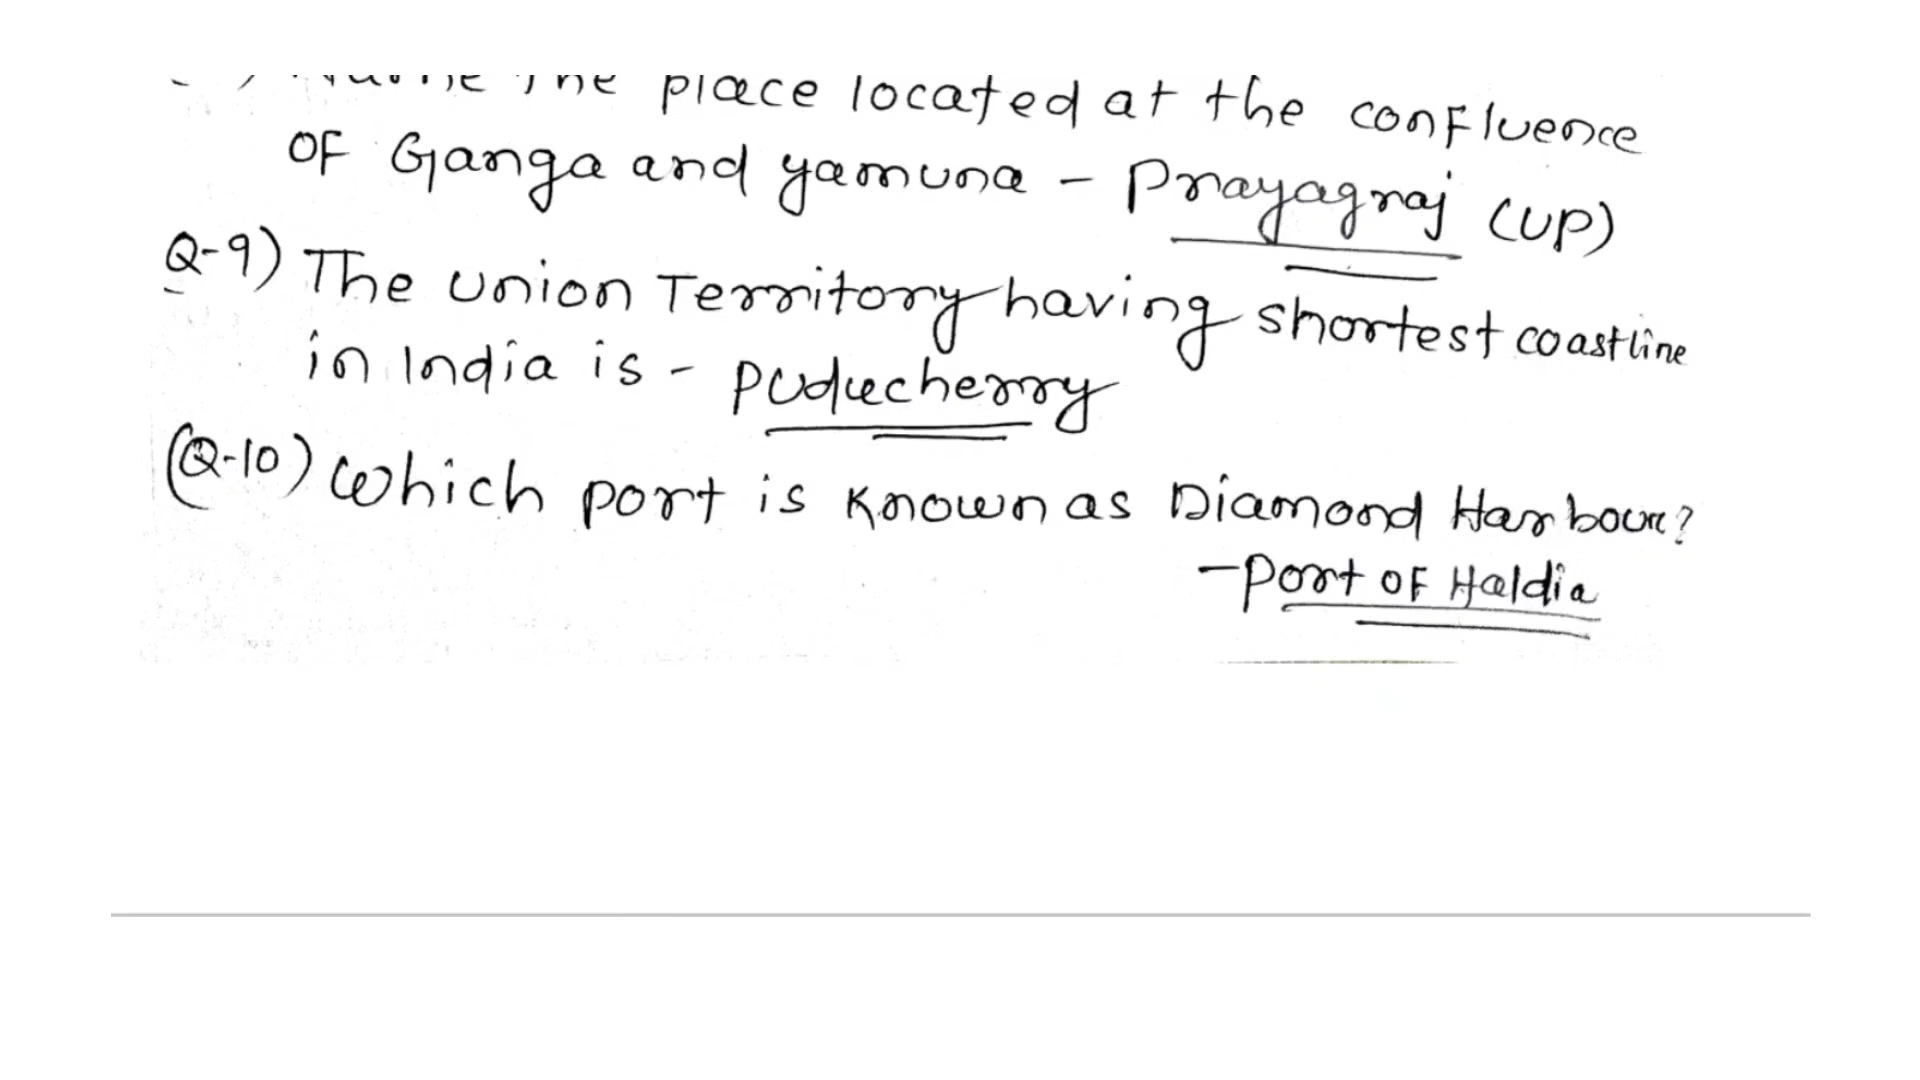 the place located at the confluence
of Ganga and yamuna - Prayagraj (UP)
Q-9) The union Territory having shortest coastline
in India is - Puducherry
(Q-10) which port is known as Diamond Harbour?
- Port of Haldia